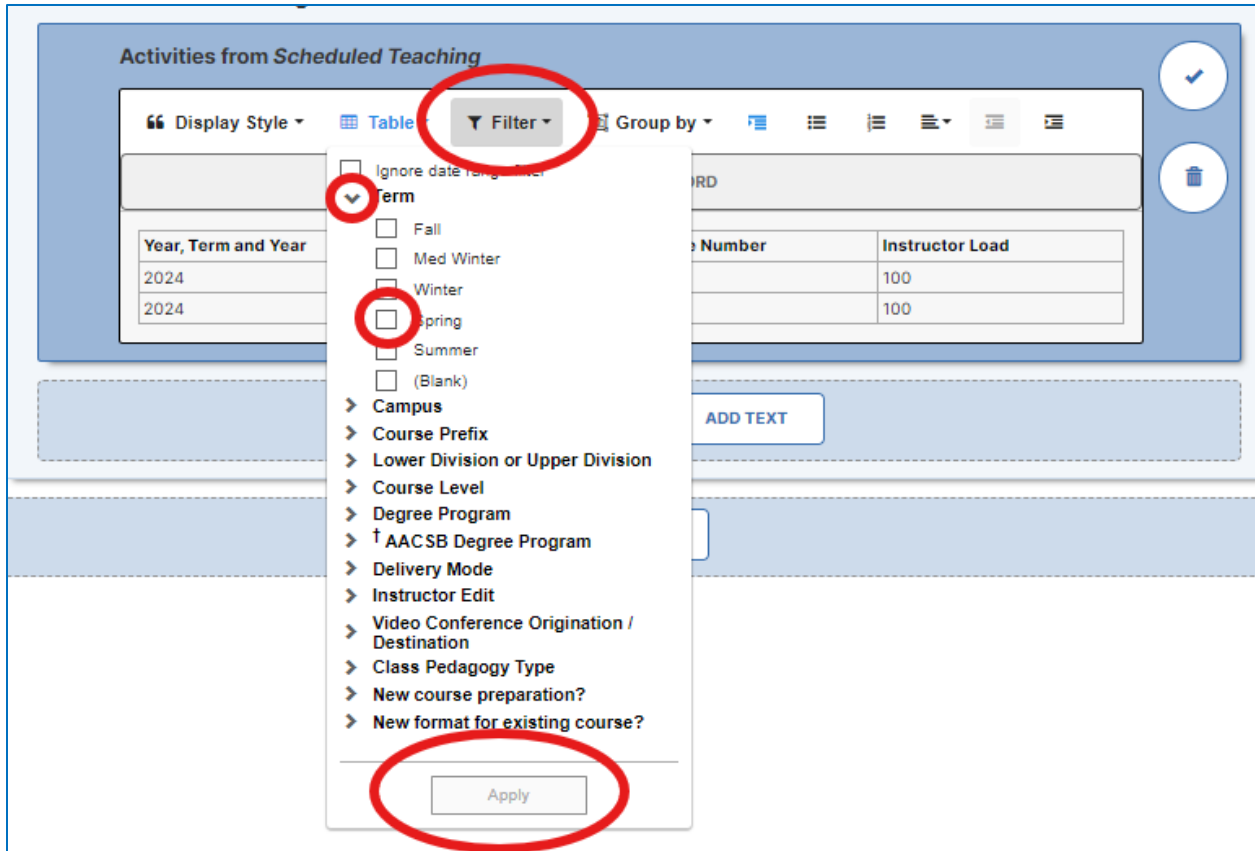 Activities from Scheduled Teaching
Display Style Table Filter Group by
Ignore date range filter
ORD
Term
Fall
Med Winter
Winter
Spring
Summer
(Blank)
Year, Term and Year e Number Instructor Load
2024 100
2024 100
Campus
Course Prefix
Lower Division or Upper Division
Course Level
Degree Program
† AACSB Degree Program
Delivery Mode
Instructor Edit
Video Conference Origination /
Destination
Class Pedagogy Type
New course preparation?
New format for existing course?
Apply
ADD TEXT